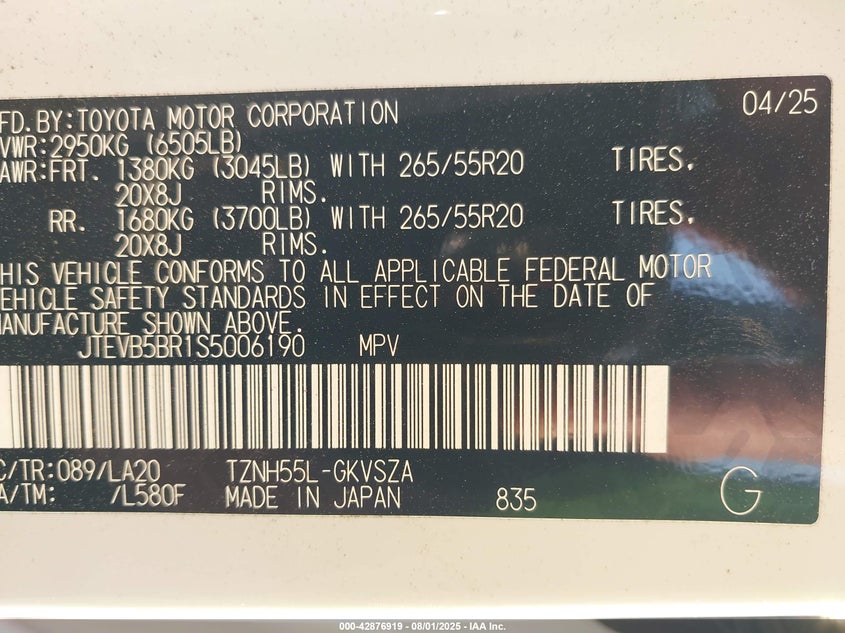 FD.BY:TOYOTA MOTOR CORPORATION 04/25
VWR:2950KG (6505LB)
AWR:FRT. 1380KG (3045LB) WITH 265/55R20 TIRES,
20X8J RIMS.
RR. 1680KG (3700LB) WITH 265/55R20 TIRES,
20X8J RIMS.
HIS VEHICLE CONFORMS TO ALL APPLICABLE FEDERAL MOTOR
EHICLE SAFETY STANDARDS IN EFFECT ON THE DATE OF
ANUFACTURE SHOWN ABOVE.
JTEVB5BR1S5006190 MPV
C/TR:089/LA20 TZNH55L-GKVSZA
A/TM: /L580F MADE IN JAPAN 835 G
000-42876919 - 08/01/2025 - IAA Inc.